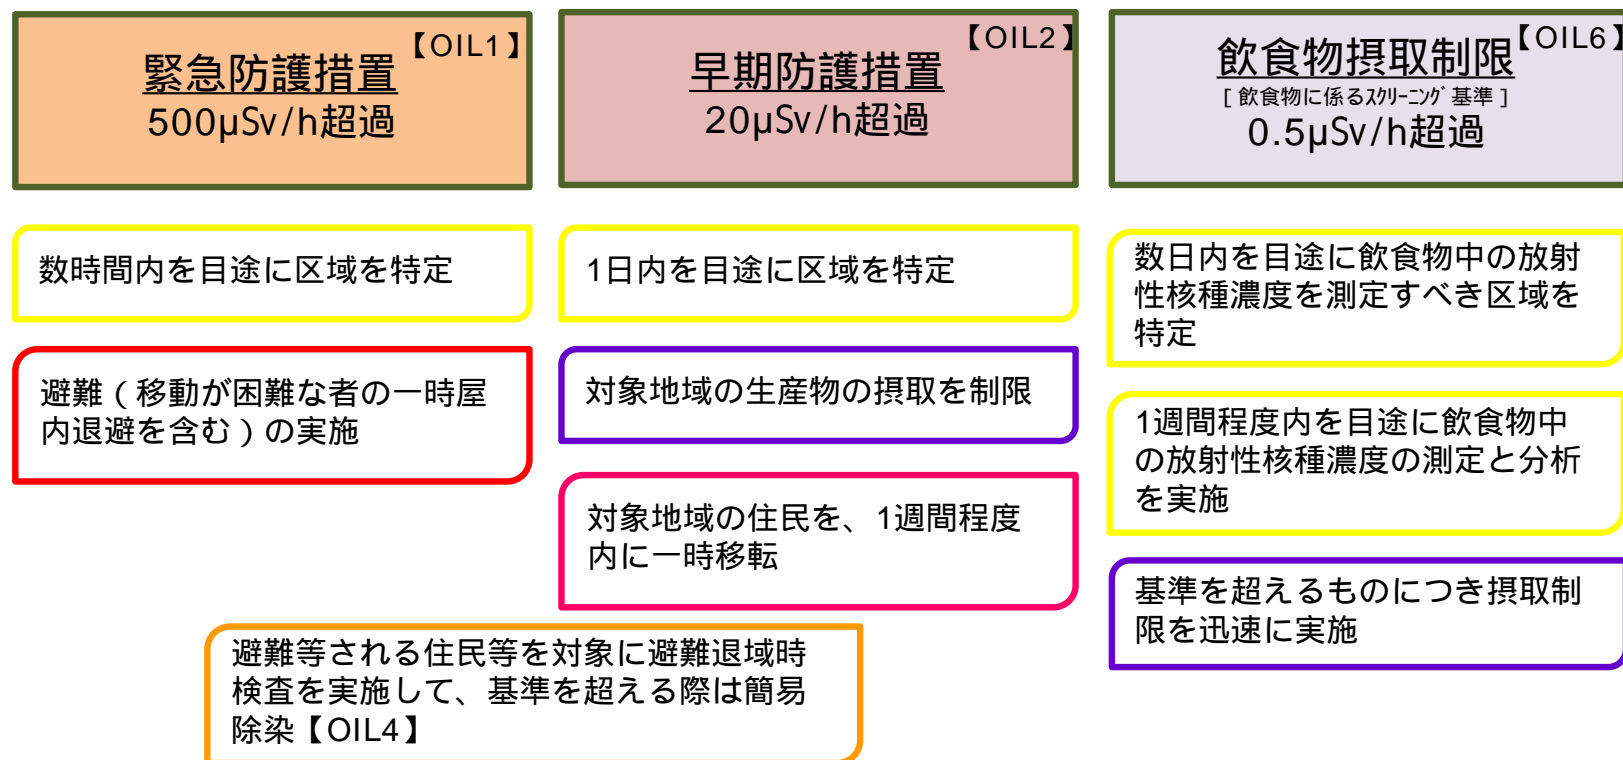 【OIL1】
緊急防護措置
500μSv/h超過
【OIL2】
早期防護措置
20μSv/h超過
【OIL6】
飲食物摂取制限
[ 飲食物に係るｽｸﾘｰﾆﾝｸﾞ基準 ]
0.5μSv/h超過
数時間内を目途に区域を特定
避難（移動が困難な者の一時屋
内退避を含む）の実施
1日内を目途に区域を特定
対象地域の生産物の摂取を制限
対象地域の住民を、1週間程度
内に一時移転
避難等される住民等を対象に避難退域時
検査を実施して、基準を超える際は簡易
除染【OIL4】
数日内を目途に飲食物中の放射
性核種濃度を測定すべき区域を
特定
1週間程度内を目途に飲食物中
の放射性核種濃度の測定と分析
を実施
基準を超えるものにつき摂取制
限を迅速に実施